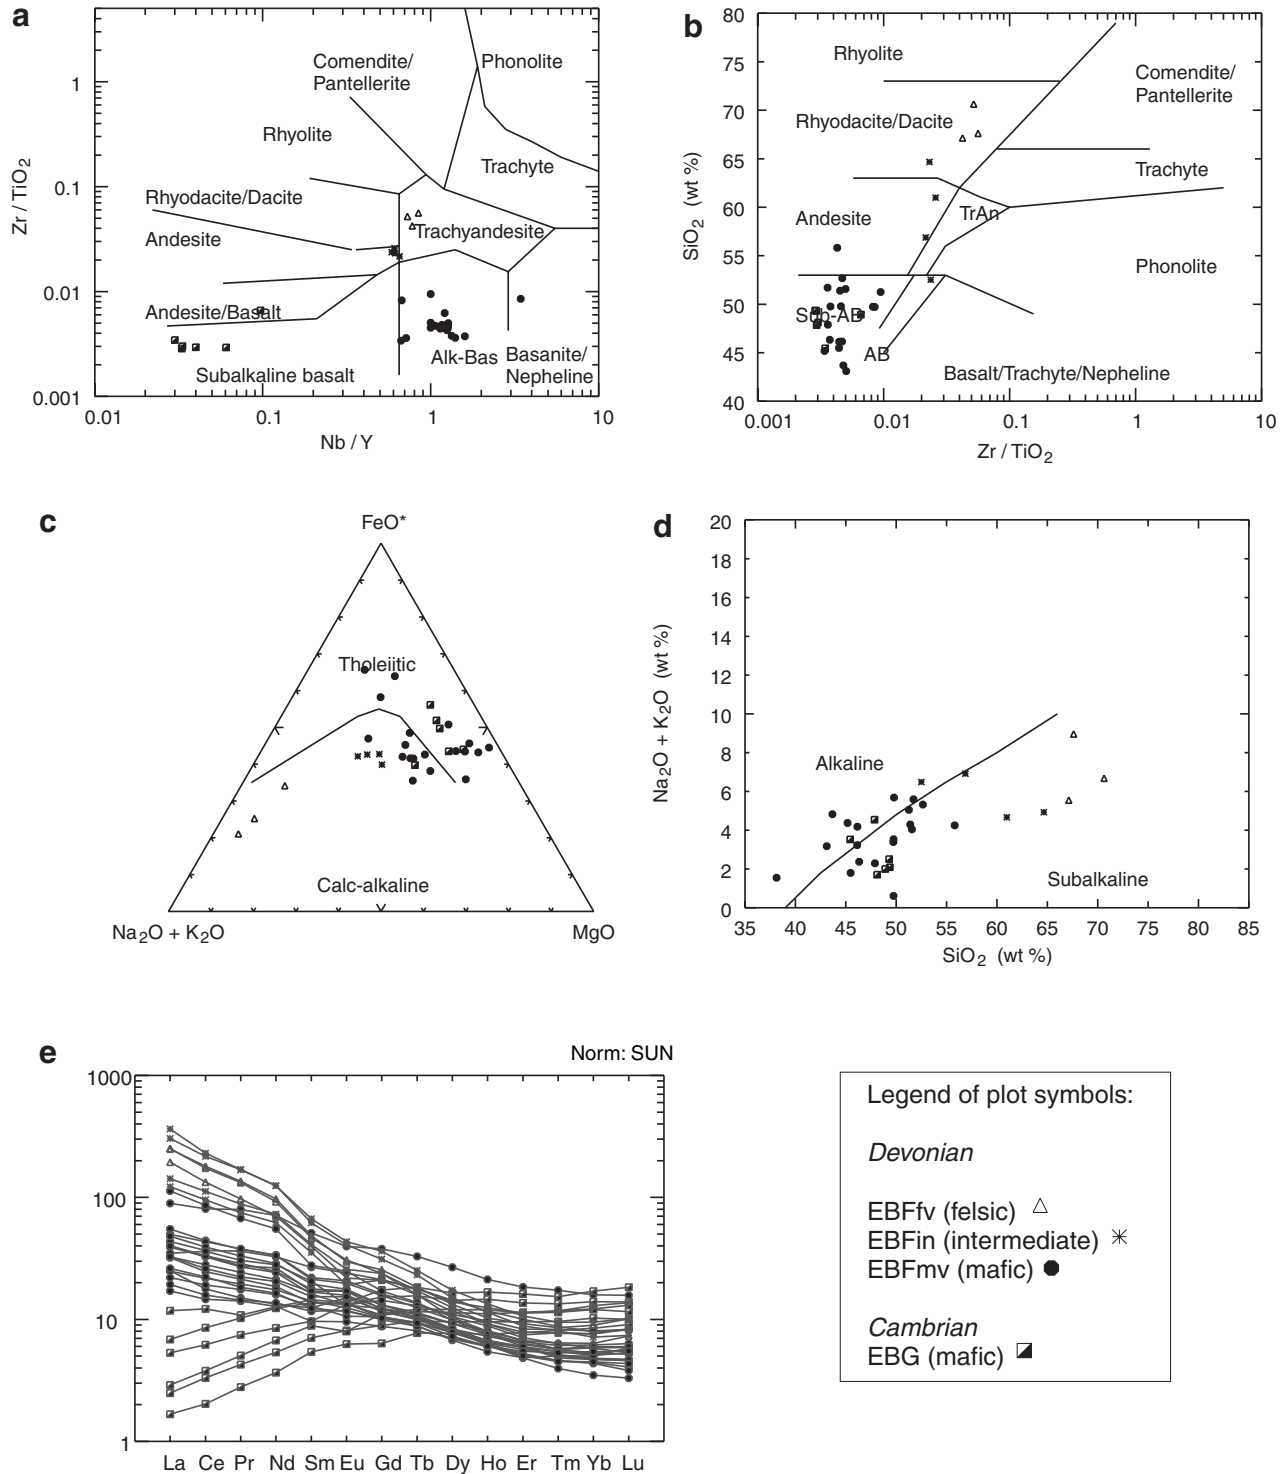 a
Comendite/
Pantellerite
Phonolite
Rhyolite
Trachyte
Rhyodacite/Dacite
Andesite
Trachyandesite
Andesite/Basalt
Subalkaline basalt
Alk-Bas
Basanite/
Nepheline
1
0.1
0.01
0.001
Zr / TiO2
0.01 0.1 1 10
Nb / Y
b
80
75
70
65
60
55
50
45
40
SiO2 (wt %)
Rhyolite
Comendite/
Pantellerite
Rhyodacite/Dacite
Trachyte
Andesite
TrAn
Phonolite
Sub-AB
AB
Basalt/Trachyte/Nepheline
0.001 0.01 0.1 1 10
Zr / TiO2
c
FeO*
Tholeiitic
Calc-alkaline
Na2O + K2O MgO
d
20
18
16
14
12
10
8
6
4
2
0
Na2O + K2O (wt %)
Alkaline
Subalkaline
35 40 45 50 55 60 65 70 75 80 85
SiO2 (wt %)
e
Norm: SUN
1000
100
10
1
La Ce Pr Nd Sm Eu Gd Tb Dy Ho Er Tm Yb Lu
Legend of plot symbols:
Devonian
EBFfv (felsic)
EBFin (intermediate)
EBFmv (mafic)
Cambrian
EBG (mafic)